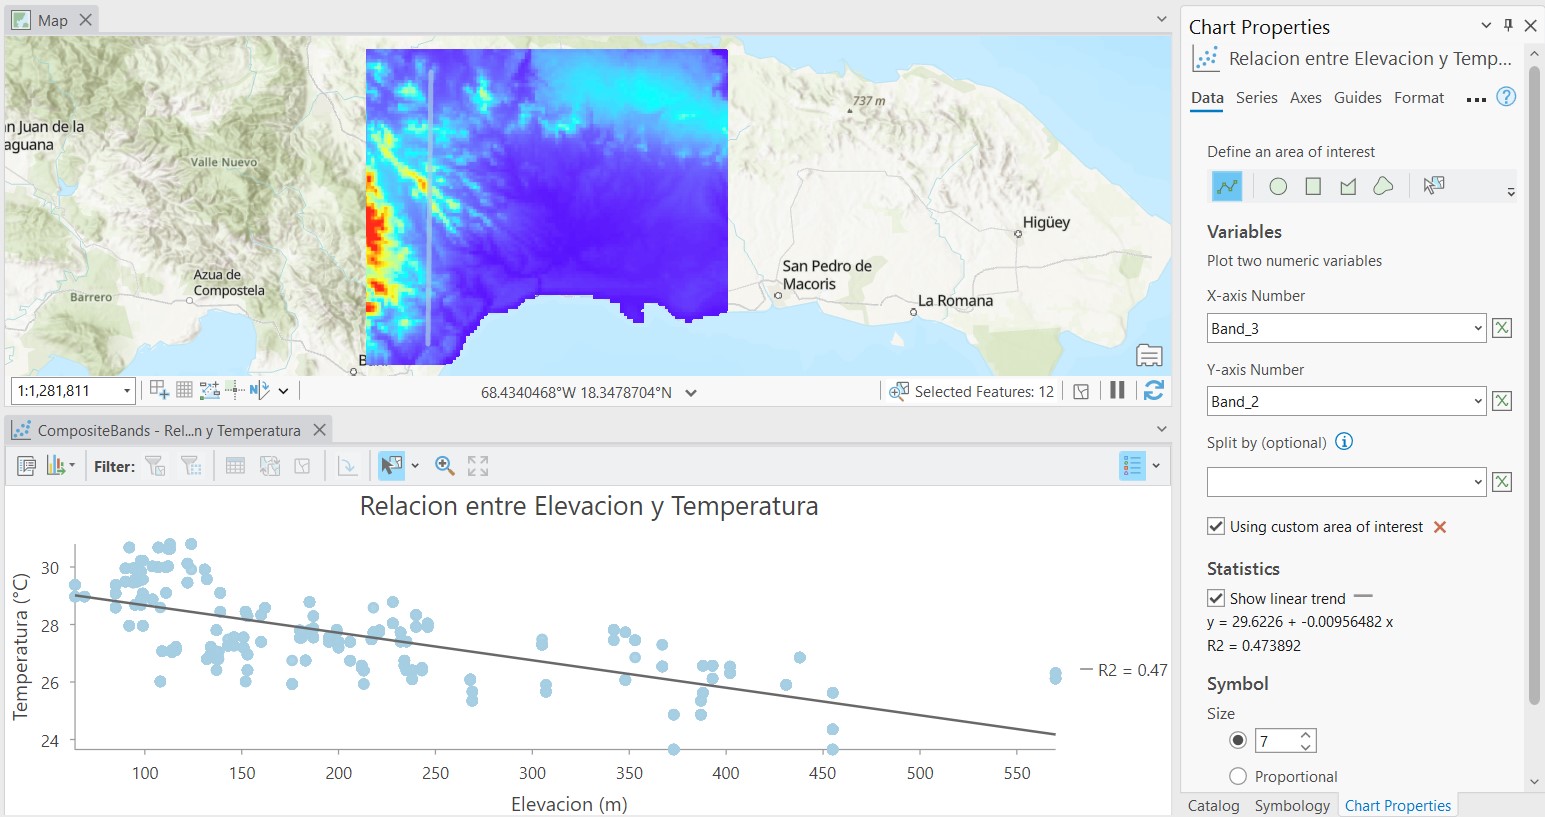 Map
an Juan de la
aguana
Valle Nuevo
Barrero
Azua de
Compostela
737 m
Higüey
San Pedro de
Macoris
La Romana
1:1,281,811
68.4340468°W 18.3478704°N
Selected Features: 12
CompositeBands - Rel...n y Temperatura
Filter:
Relacion entre Elevacion y Temperatura
Temperatura (°C)
30
28
26
24
100 150 200 250 300 350 400 450 500 550
Elevacion (m)
R2 = 0.47
Chart Properties
Relacion entre Elevacion y Temp...
Data Series Axes Guides Format
Define an area of interest
Variables
Plot two numeric variables
X-axis Number
Band_3
Y-axis Number
Band_2
Split by (optional)
Using custom area of interest
Statistics
Show linear trend
y = 29.6226 + -0.00956482 x
R2 = 0.473892
Symbol
Size
7
Proportional
Catalog Symbology Chart Properties